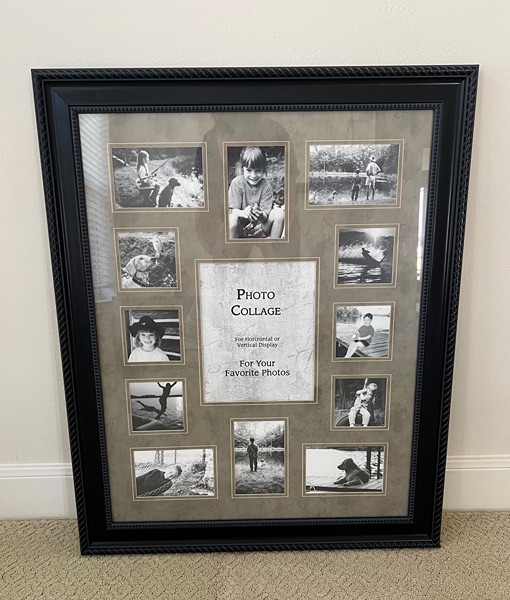 PHOTO
COLLAGE
For Horizontal or
Vertical Display
For Your
Favorite Photos